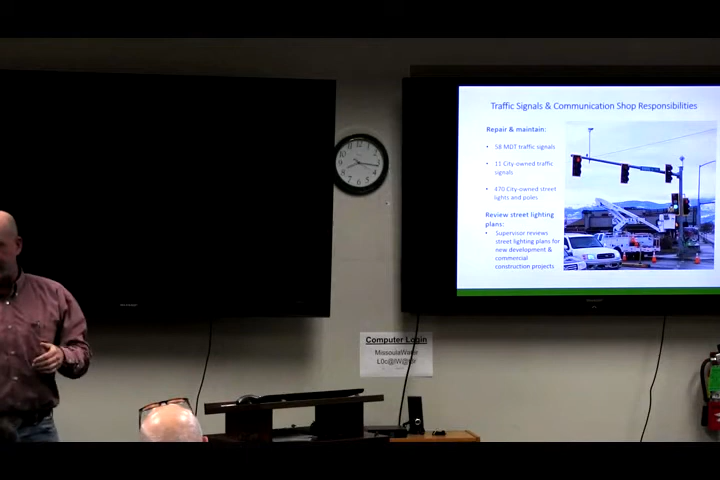 Traffic Signals & Communication Shop Responsibilities
Repair & maintain:
• 58 MDT traffic signals
• 11 City-owned traffic
signals
• 470 City-owned street
lights and poles
Review street lighting
plans:
• Supervisor reviews
street lighting plans for
new development &
commercial
construction projects
12
Computer Login